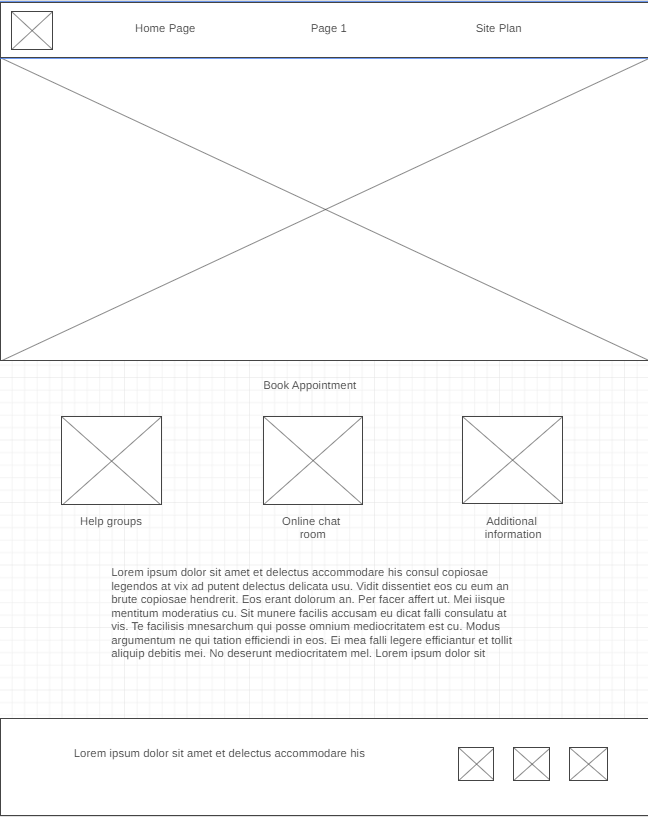 Home Page
Page 1
Site Plan
Book Appointment
Help groups
Online chat
room
Additional
information
Lorem ipsum dolor sit amet et delectus accommodare his consul copiosae
legendos at vix ad putent delectus delicata usu. Vidit dissentiet eos cu eum an
brute copiosae hendrerit. Eos erant dolorum an. Per facer affert ut. Mei iisque
mentitum moderatius cu. Sit munere facilis accusam eu dicat falli consulatu at
vis. Te facilisis mnesarchum qui posse omnium mediocritatem est cu. Modus
argumentum ne qui tation efficiendi in eos. Ei mea falli legere efficiantur et tollit
aliquip debitis mei. No deserunt mediocritatem mel. Lorem ipsum dolor sit
Lorem ipsum dolor sit amet et delectus accommodare his